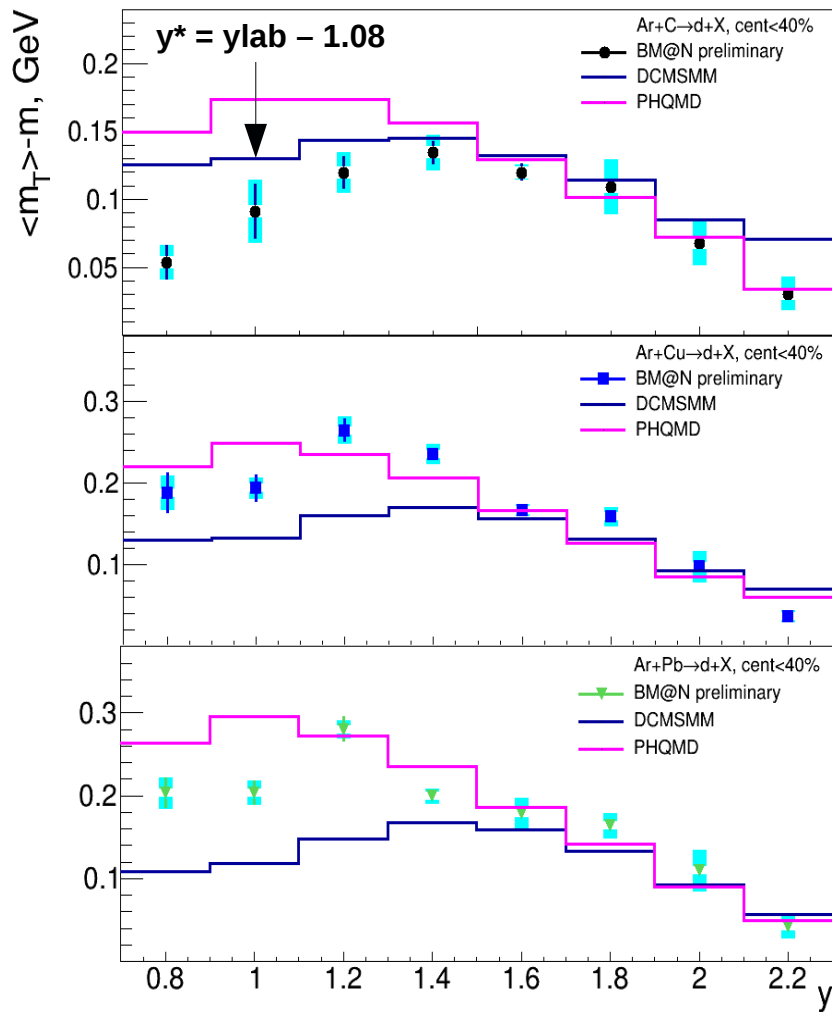 y* = ylab – 1.08
<m_T>-m, GeV
Ar+C→d+X, cent<40%
BM@N preliminary
DCMSMM
PHQMD
0.2
0.15
0.1
0.05
Ar+Cu→d+X, cent<40%
BM@N preliminary
DCMSMM
PHQMD
0.3
0.2
0.1
Ar+Pb→d+X, cent<40%
BM@N preliminary
DCMSMM
PHQMD
0.3
0.2
0.1
0.8 1 1.2 1.4 1.6 1.8 2 2.2
y